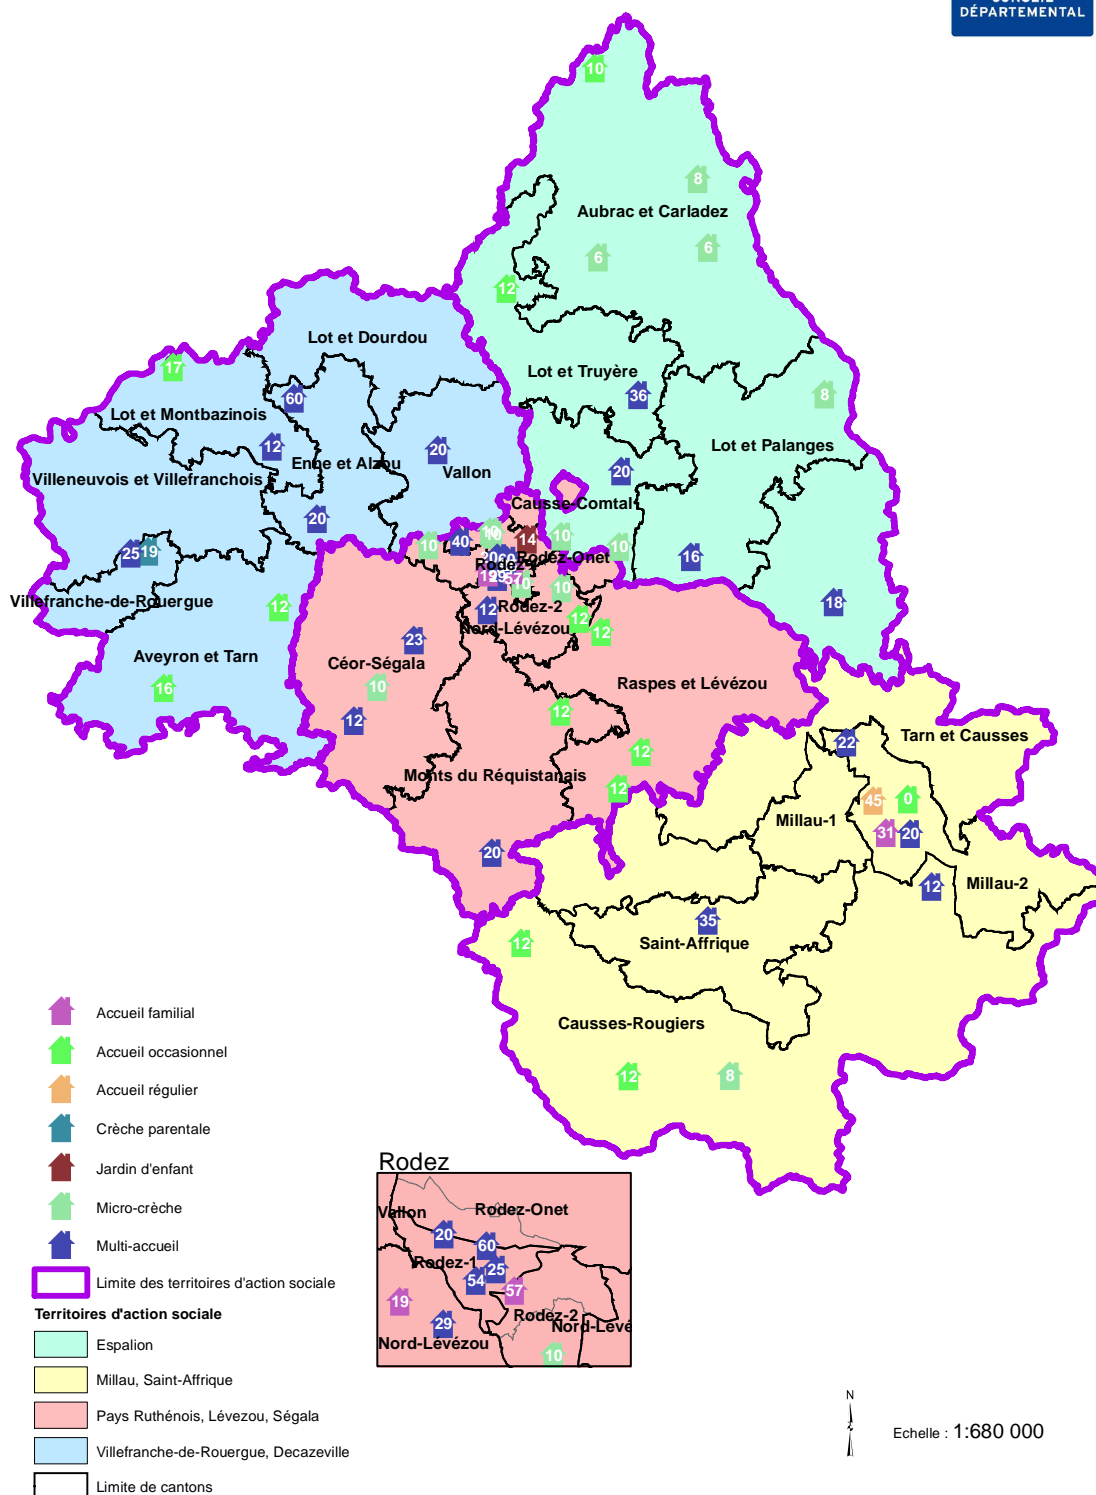 DÉPARTEMENTAL
10
8
Aubrac et Carladez
6
6
12
Lot et Dourdou
17
Lot et Truyère
36
8
60
Lot et Montbazinois
12
20
Lot et Palanges
Enne et Alzou
Vallon
20
Villeneuvois et Villefranchois
Causse-Comtal
20
25
19
10
40
10
10
14
10
10
Rodez-Onet
16
Rodez-1
10
10
18
Villefranche-de-Rouergue
12
12
Rodez-2
12
12
Nord-Lévézou
Aveyron et Tarn
23
Céor-Ségala
16
10
Raspes et Lévézou
12
12
22
Tarn et Causses
12
Monts du Réquistanais
12
45
0
Millau-1
31
20
20
12
Millau-2
35
Saint-Affrique
12
Causses-Rougiers
12
8
Accueil familial
Accueil occasionnel
Accueil régulier
Crèche parentale
Jardin d'enfant
Micro-crèche
Multi-accueil
Limite des territoires d'action sociale
Territoires d'action sociale
Espalion
Millau, Saint-Affrique
Pays Ruthénois, Lévezou, Ségala
Villefranche-de-Rouergue, Decazeville
Limite de cantons
Rodez
Vallon
Rodez-Onet
20
60
Rodez-1
25
54
57
19
29
Rodez-2
Nord-Levé
Nord-Lévézou
10
N
Echelle : 1:680 000